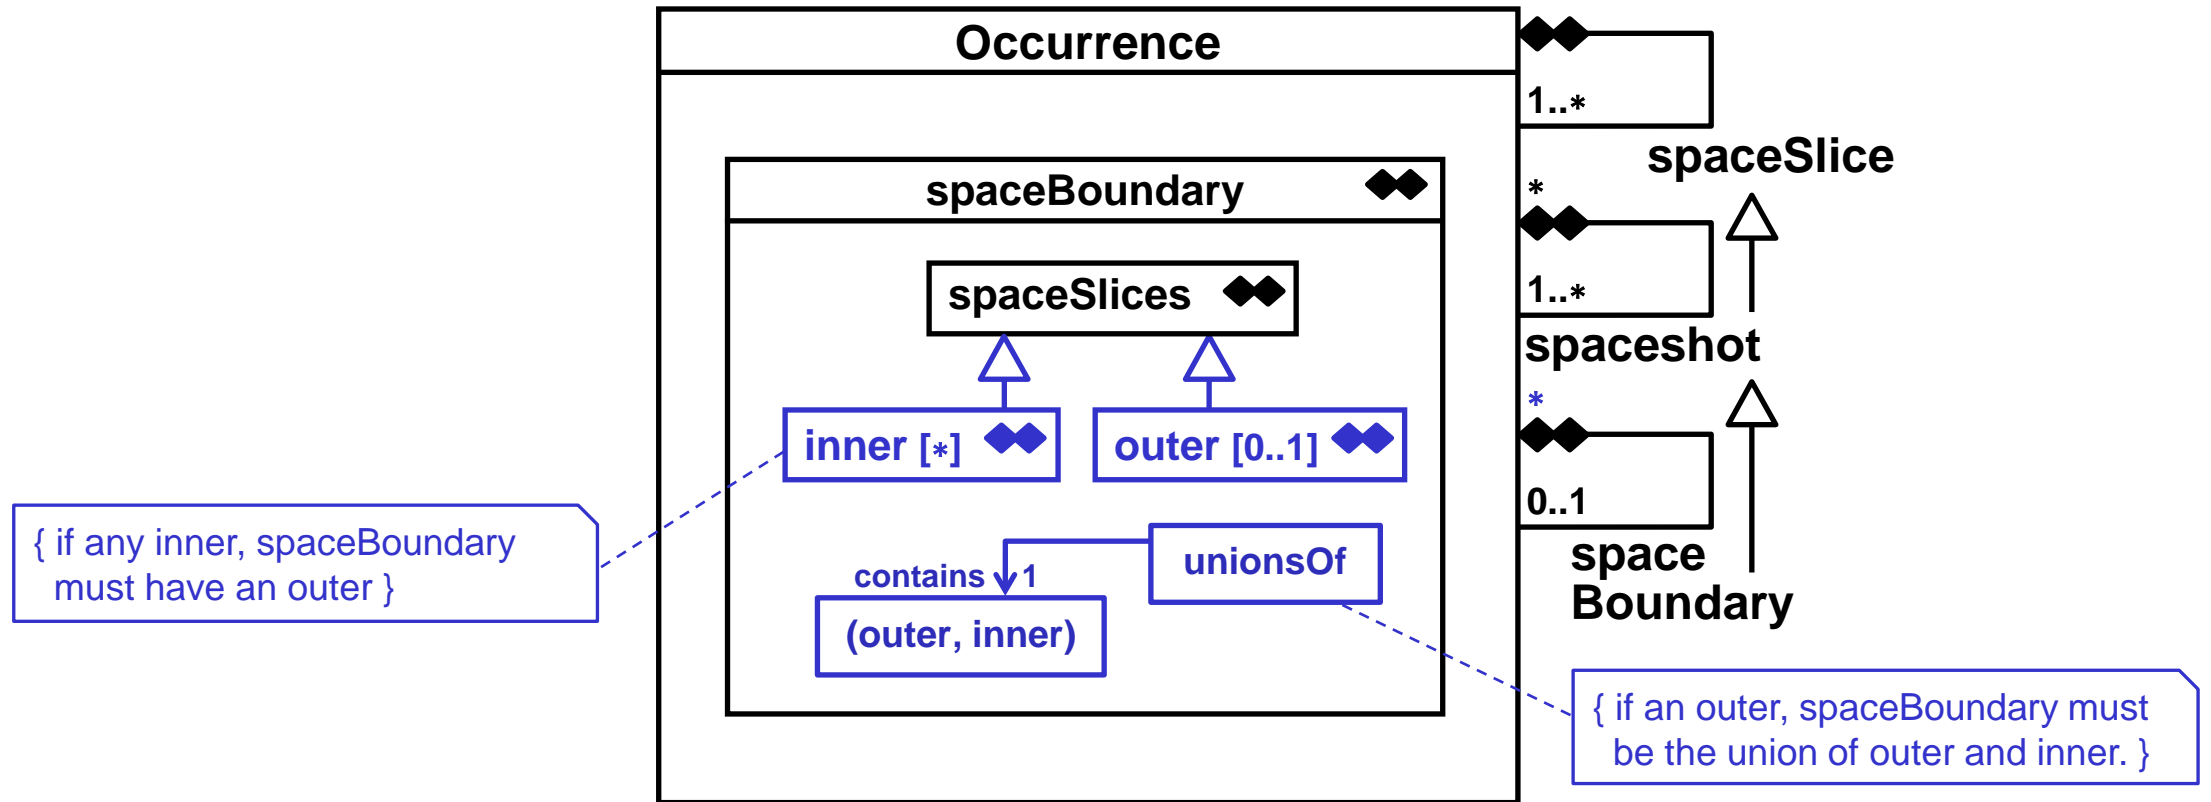 Occurrence
1..*
spaceSlice
spaceBoundary
*
spaceSlices
1..*
spaceshot
*
inner [*]
outer [0..1]
0..1
{ if any inner, spaceBoundary
must have an outer }
unionsOf
contains 1
space
Boundary
(outer, inner)
{ if an outer, spaceBoundary must
be the union of outer and inner. }